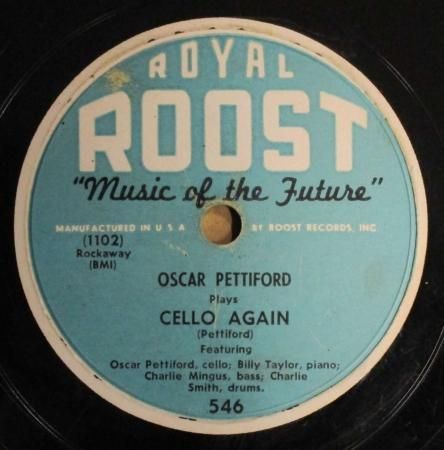 ROYAL
ROOST
"Music of the Future"
MANUFACTURED IN U S A BY ROOST RECORDS, INC.
(1102)
Rockaway
(BMI)
OSCAR PETTIFORD
Plays
CELLO AGAIN
(Pettiford)
Featuring
Oscar Pettiford, cello; Billy Taylor, piano;
Charlie Mingus, bass; Charlie
Smith, drums.
546